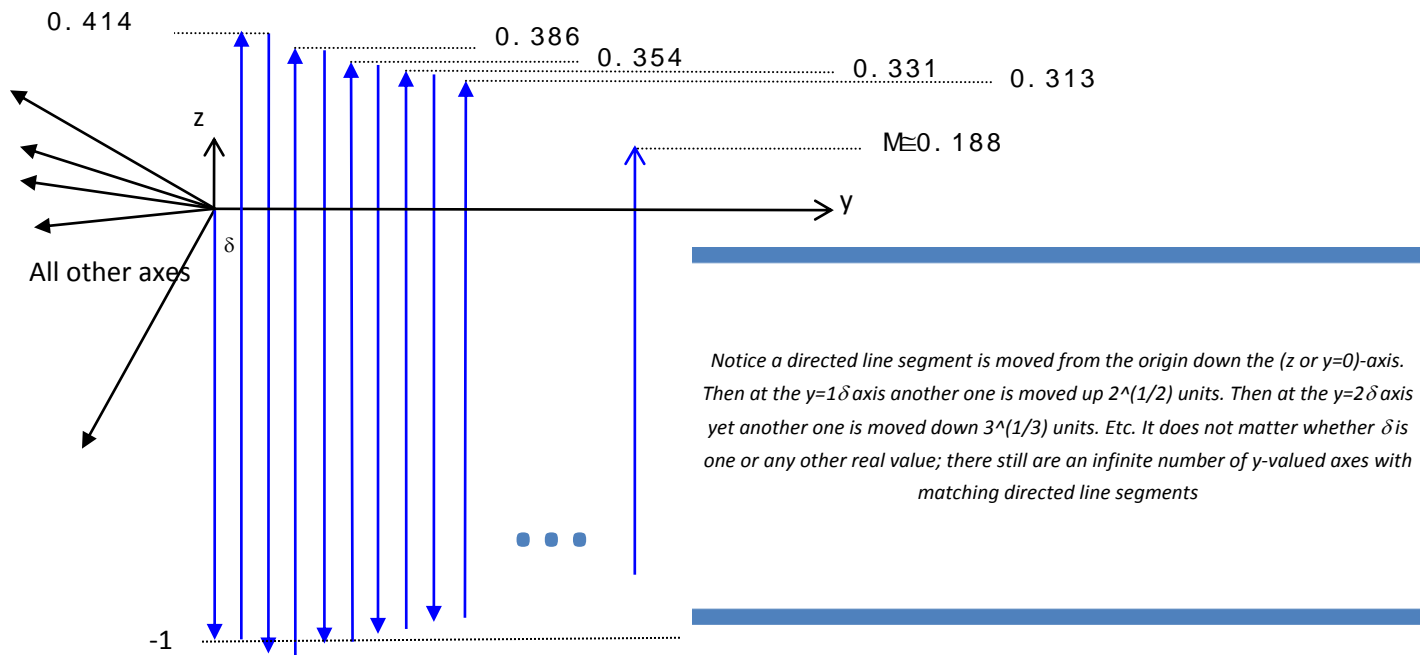 0. 414
0. 386
0. 354
0. 331
0. 313
z
M≅0. 188
y
δ
All other axes
Notice a directed line segment is moved from the origin down the (z or y=0)-axis.
Then at the y=1δ axis another one is moved up 2^(1/2) units. Then at the y=2δ axis
yet another one is moved down 3^(1/3) units. Etc. It does not matter whether δ is
one or any other real value; there still are an infinite number of y-valued axes with
matching directed line segments
-1